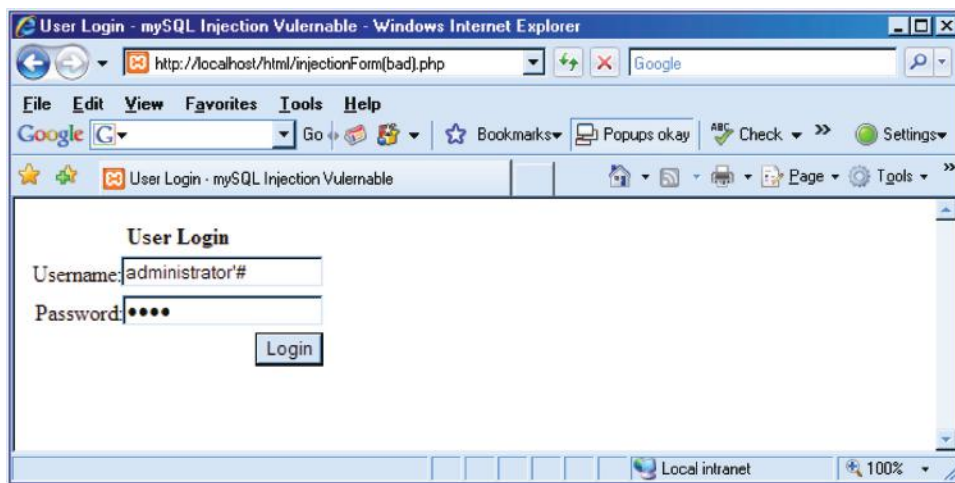 User Login - mySQL Injection Vulernable - Windows Internet Explorer
http://localhost/html/injectionForm(bad).php
Google
File Edit View Favorites Tools Help
Google G Go Bookmarks Popups okay ABC Check >> Settings
User Login - mySQL Injection Vulernable Page Tools >>
User Login
Username: administrator'#
Password: ••••
Login
Local intranet 100%